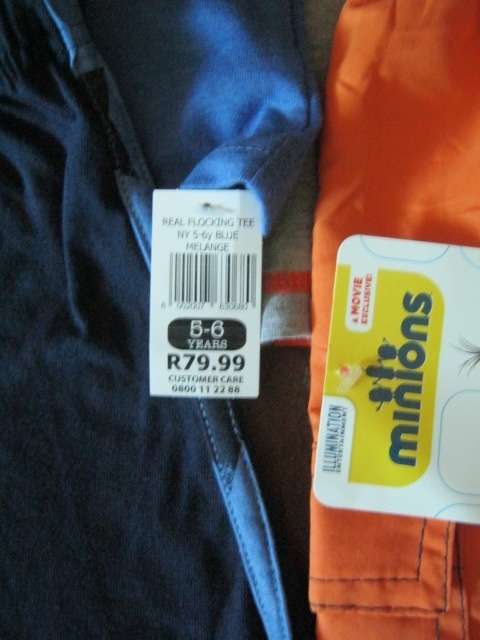 REAL FLOCKING TEE
NY 5-6y BLUE
MELANGE
5-6
YEARS
R79.99
CUSTOMER CARE
0800 11 22 88
A MOVIE
EXCLUSIVE!
minions
ILLUMINATION
ENTERTAINMENT